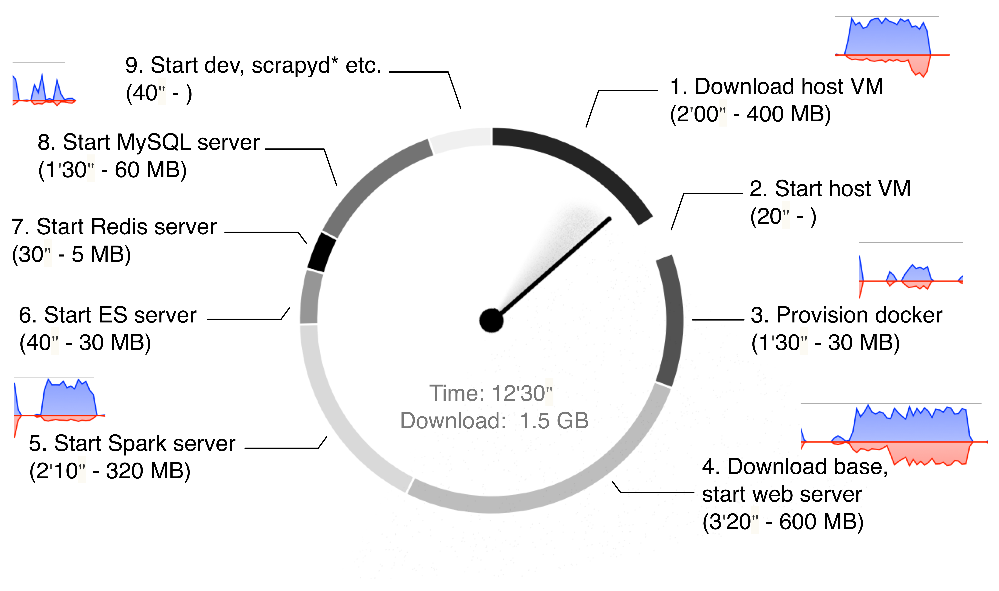 1. Download host VM
(2'00" - 400 MB)
2. Start host VM
(20" - )
3. Provision docker
(1'30" - 30 MB)
4. Download base,
start web server
(3'20" - 600 MB)
5. Start Spark server
(2'10" - 320 MB)
6. Start ES server
(40" - 30 MB)
7. Start Redis server
(30" - 5 MB)
8. Start MySQL server
(1'30" - 60 MB)
9. Start dev, scrapyd* etc.
(40" - )
Time: 12'30"
Download: 1.5 GB